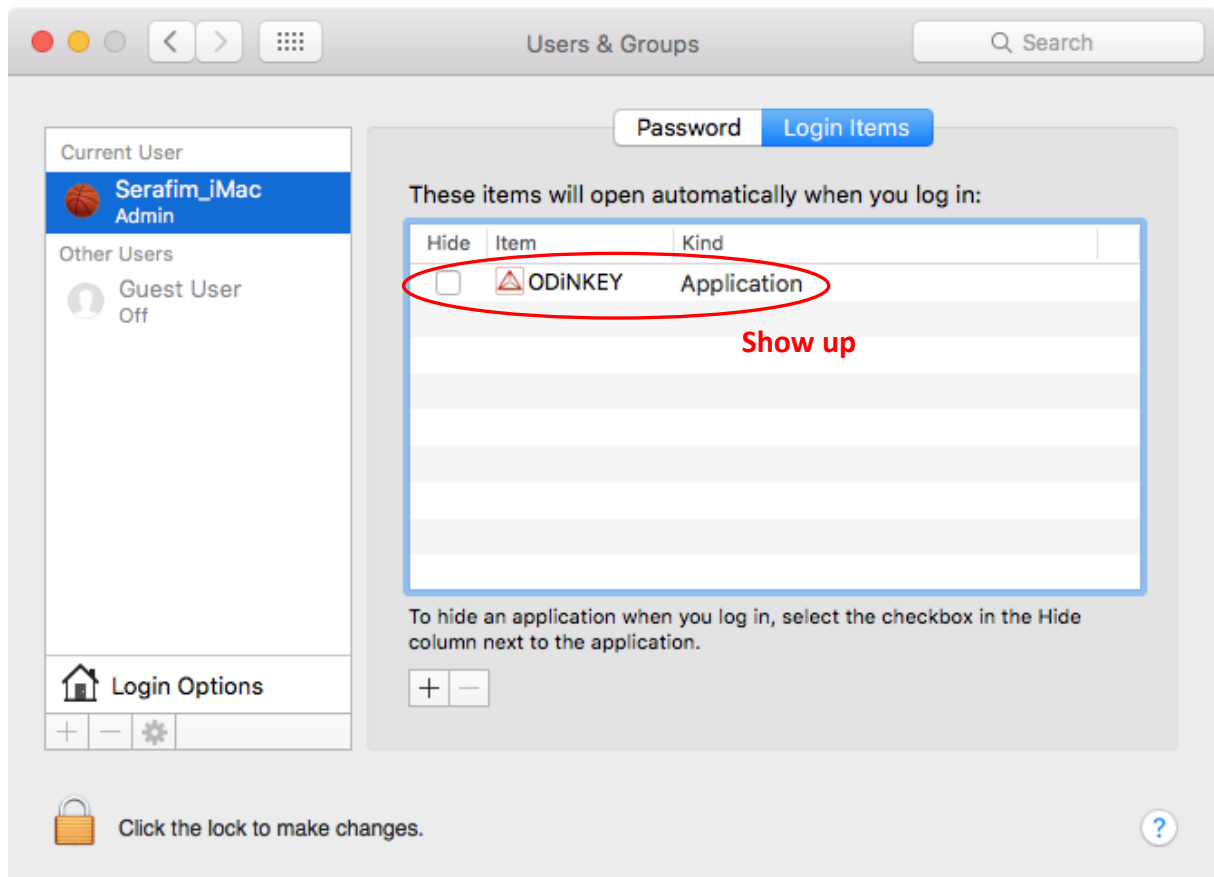 Users & Groups
Search
Password
Login Items
Current User
Serafim_iMac
Admin
Other Users
Guest User
Off
Login Options
These items will open automatically when you log in:
Hide Item Kind
ODiNKEY Application
Show up
To hide an application when you log in, select the checkbox in the Hide
column next to the application.
Click the lock to make changes.
?